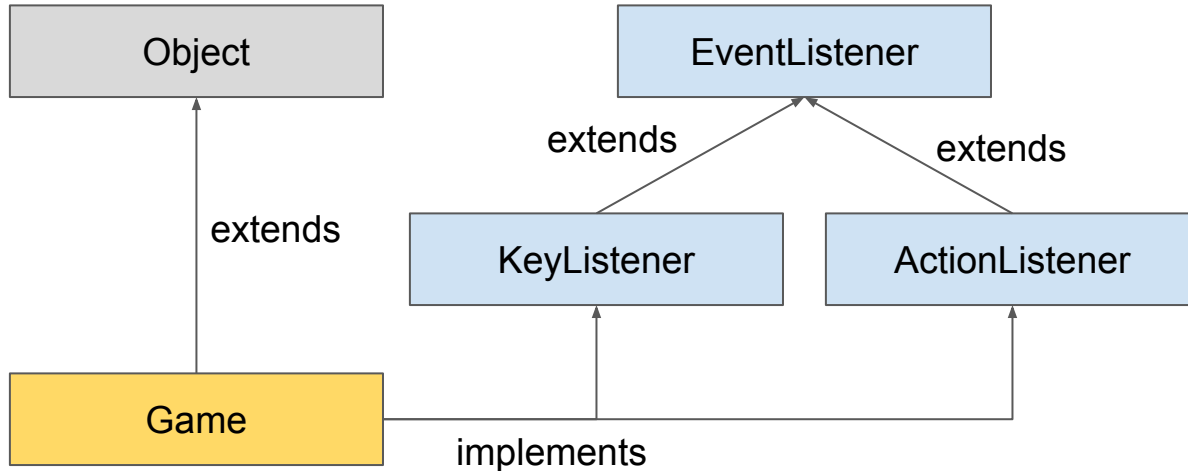 Object
EventListener
extends
extends
extends
KeyListener
ActionListener
Game
implements